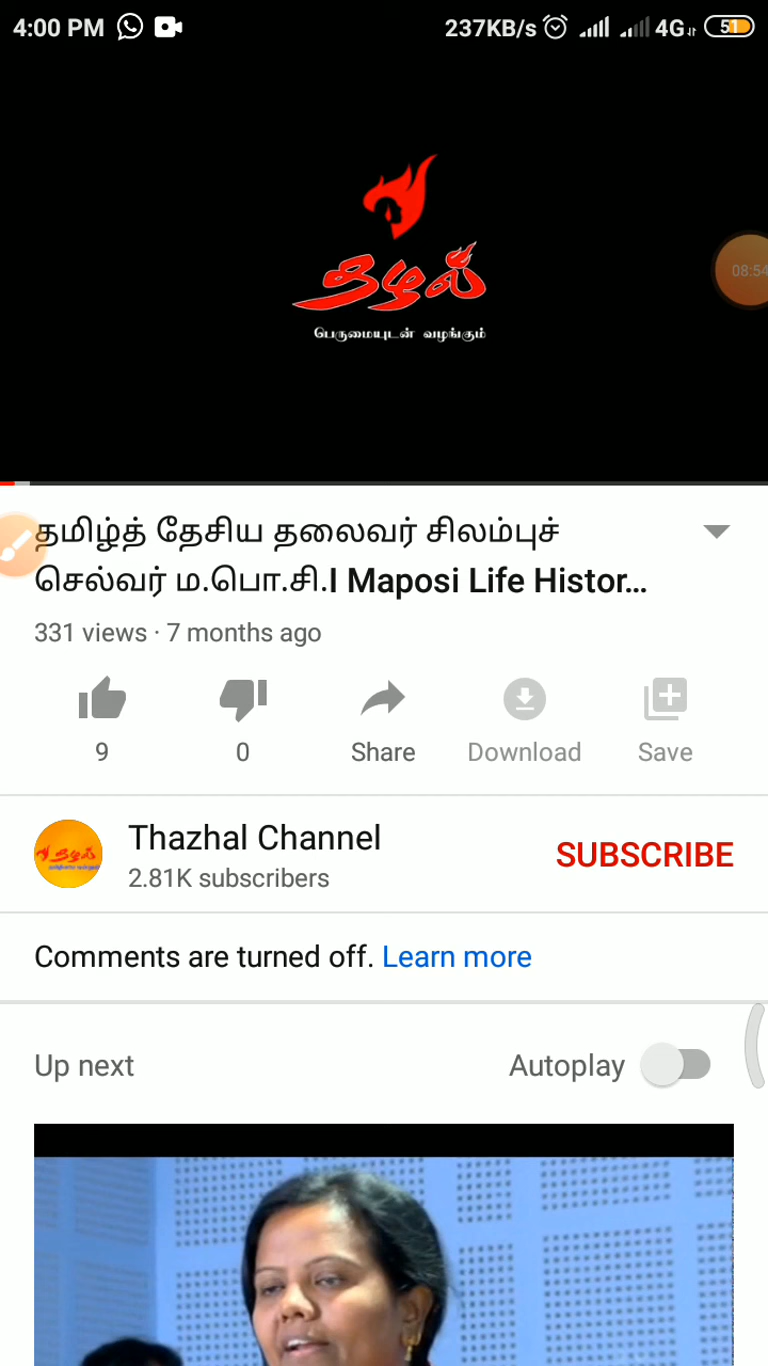 4:00 PM 237KB/s 4G 51
தழல்
பெருமையுடன் வழங்கும்
08:54
தமிழ்த் தேசிய தலைவர் சிலம்புச்
செல்வர் ம.பொ.சி.I Maposi Life Histor...
331 views · 7 months ago
9 0 Share Download Save
தழல்
Thazhal Channel
2.81K subscribers
SUBSCRIBE
Comments are turned off. Learn more
Up next Autoplay